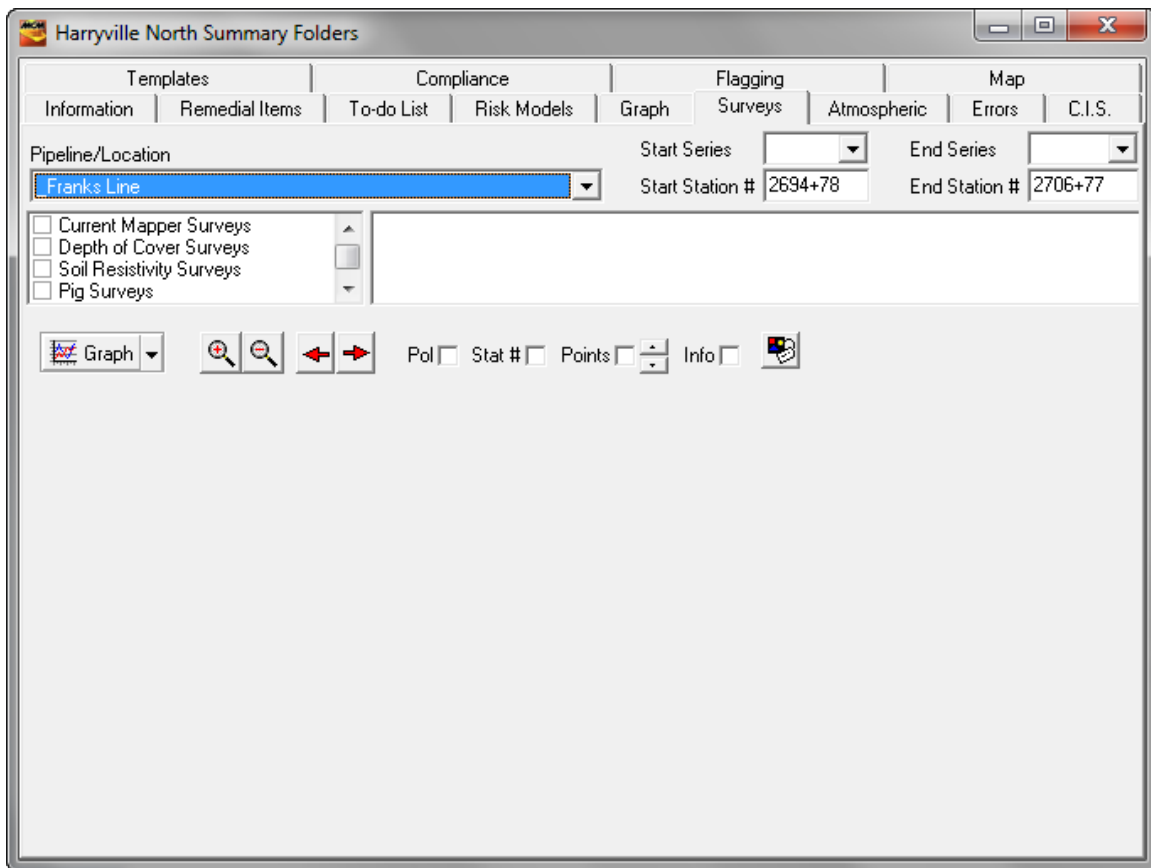 MCM Harryville North Summary Folders
Templates Compliance Flagging Map
Information Remedial Items To-do List Risk Models Graph Surveys Atmospheric Errors C.I.S.
Pipeline/Location Start Series End Series
Franks Line Start Station # 2694+78 End Station # 2706+77
Current Mapper Surveys
Depth of Cover Surveys
Soil Resistivity Surveys
Pig Surveys
Graph Pol Stat # Points Info